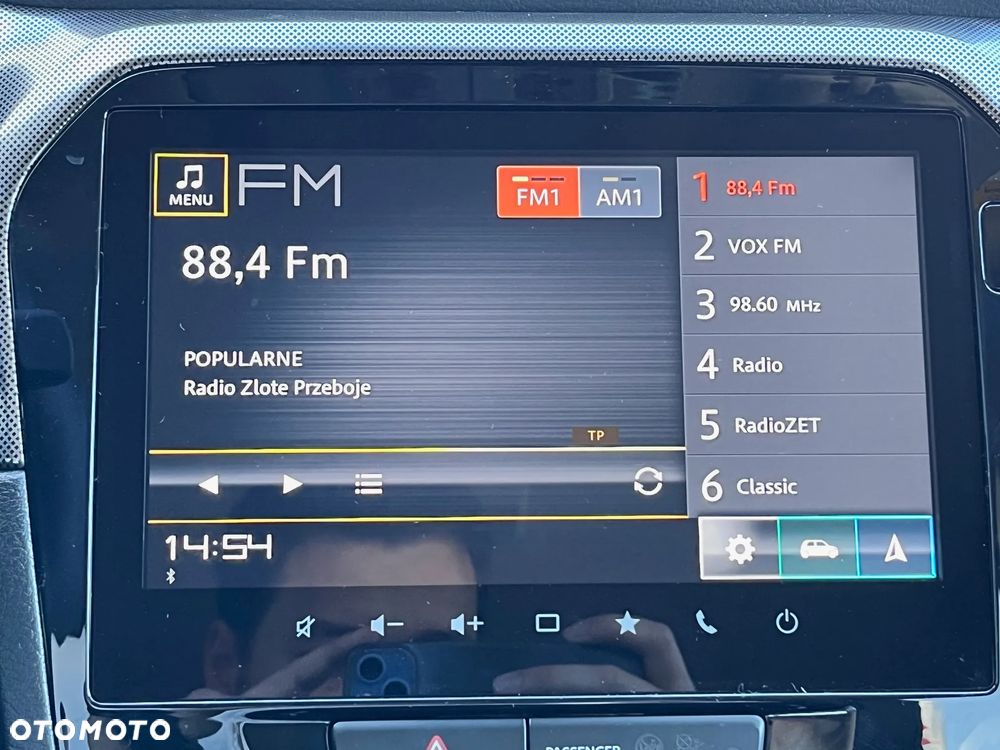 MENU
FM
FM1
AM1
88,4 Fm
POPULARNE
Radio Zlote Przeboje
TP
14:54
1 88,4 Fm
2 VOX FM
3 98.60 MHz
4 Radio
5 RadioZET
6 Classic
PASSENGER
OTOMOTO